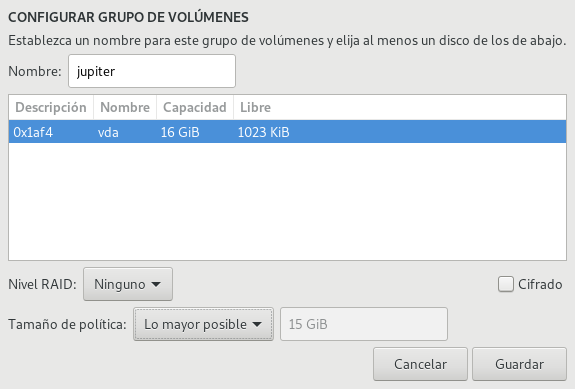 CONFIGURAR GRUPO DE VOLÚMENES
Establezca un nombre para este grupo de volúmenes y elija al menos un disco de los de abajo.
Nombre: jupiter
Descripción Nombre Capacidad Libre
0x1af4 vda 16 GiB 1023 KiB
Nivel RAID: Ninguno Cifrado
Tamaño de política: Lo mayor posible 15 GiB
Cancelar Guardar